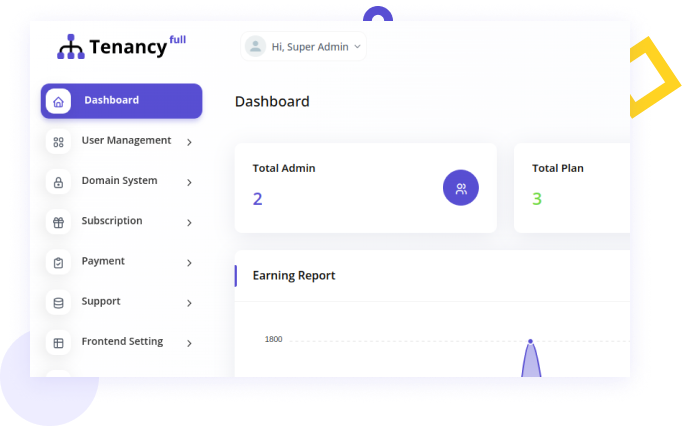 Tenancy full
Hi, Super Admin
Dashboard
User Management
Domain System
Subscription
Payment
Support
Frontend Setting
Dashboard
Total Admin
2
Total Plan
3
Earning Report
1800